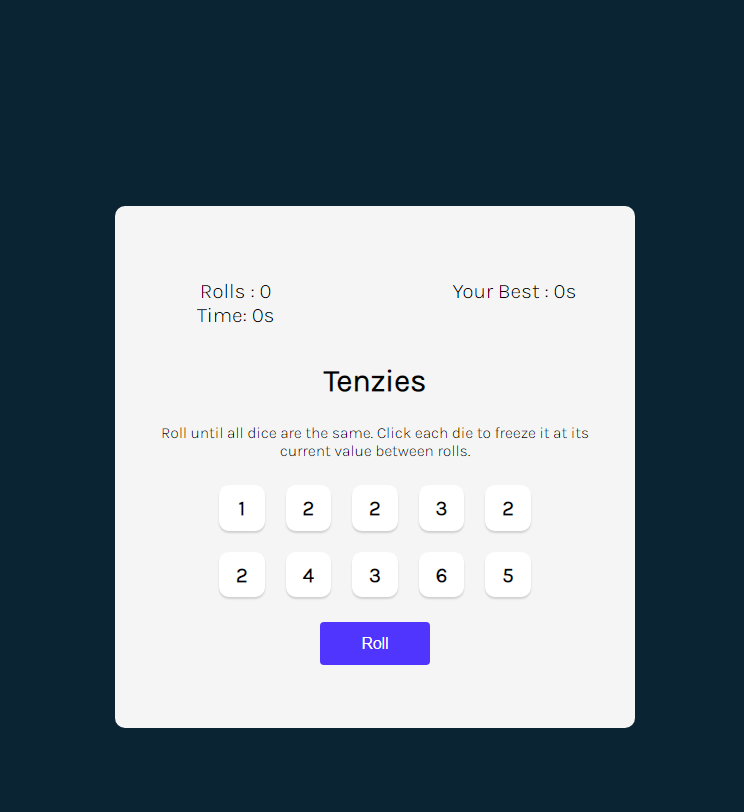 Rolls : 0
Your Best : 0s
Time: 0s
Tenzies
Roll until all dice are the same. Click each die to freeze it at its
current value between rolls.
1 2 2 3 2
2 4 3 6 5
Roll